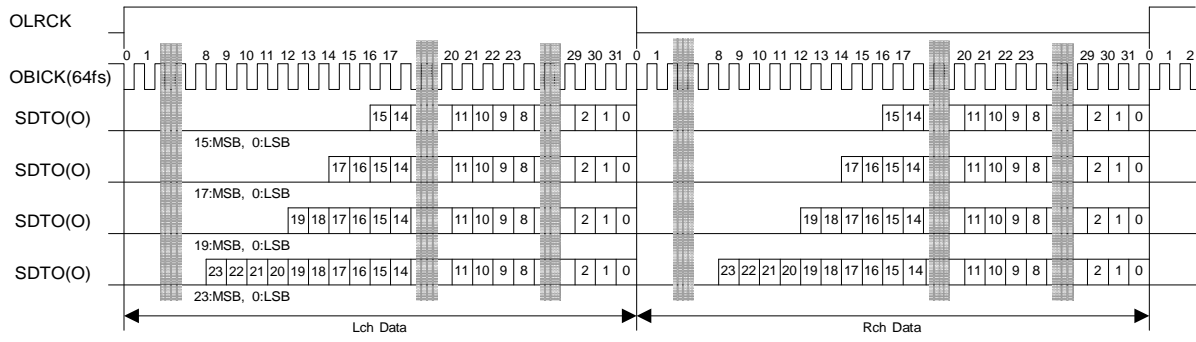 OLRCK
0 1 8 9 10 11 12 13 14 15 16 17 20 21 22 23 29 30 31 0 1 8 9 10 11 12 13 14 15 16 17 20 21 22 23 29 30 31 0 1 2
OBICK(64fs)
SDTO(O) 15 14 11 10 9 8 2 1 0 15 14 11 10 9 8 2 1 0
15:MSB, 0:LSB
SDTO(O) 17 16 15 14 11 10 9 8 2 1 0 17 16 15 14 11 10 9 8 2 1 0
17:MSB, 0:LSB
SDTO(O) 19 18 17 16 15 14 11 10 9 8 2 1 0 19 18 17 16 15 14 11 10 9 8 2 1 0
19:MSB, 0:LSB
SDTO(O) 23 22 21 20 19 18 17 16 15 14 11 10 9 8 2 1 0 23 22 21 20 19 18 17 16 15 14 11 10 9 8 2 1 0
23:MSB, 0:LSB
Lch Data Rch Data